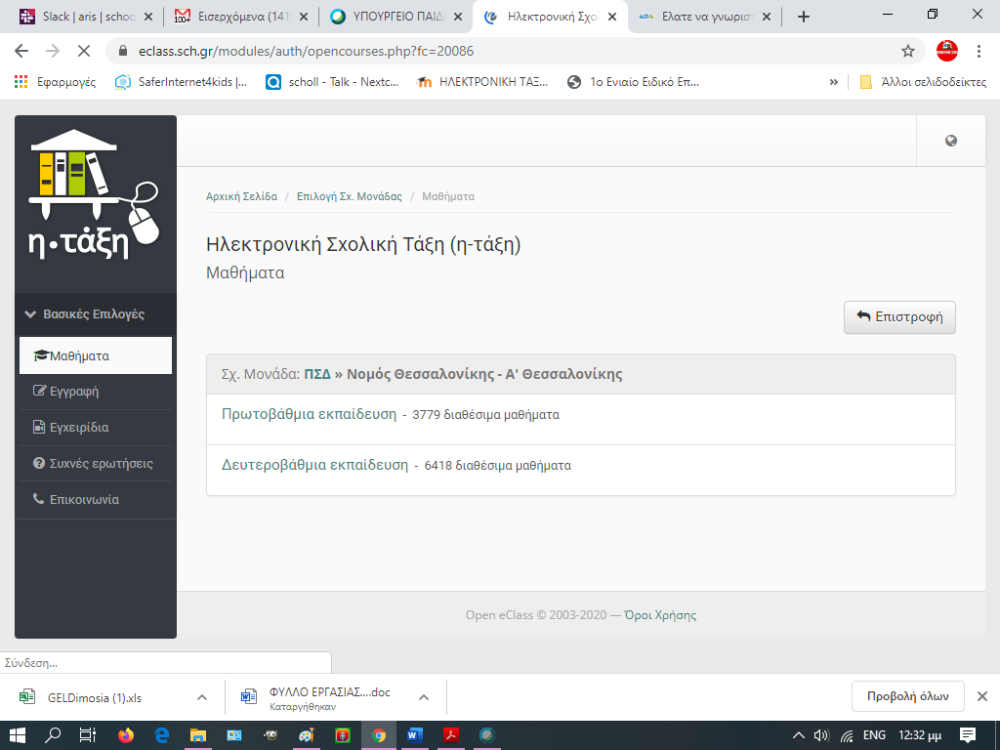 Slack | aris | schoo
Εισερχόμενα (141
ΥΠΟΥΡΓΕΙΟ ΠΑΙΔ
Ηλεκτρονική Σχο
Ελατε να γνωρισ
eclass.sch.gr/modules/auth/opencourses.php?fc=20086
Εφαρμογές
SaferInternet4kids |...
scholl - Talk - Nextc...
ΗΛΕΚΤΡΟΝΙΚΗ ΤΑΞ...
1ο Ενιαίο Ειδικό Επ...
»
Άλλοι σελιδοδείκτες
η·τάξη
Αρχική Σελίδα / Επιλογή Σχ. Μονάδας / Μαθήματα
Ηλεκτρονική Σχολική Τάξη (η-τάξη)
Μαθήματα
Επιστροφή
Βασικές Επιλογές
Μαθήματα
Εγγραφή
Εγχειρίδια
Συχνές ερωτήσεις
Επικοινωνία
Σχ. Μονάδα: ΠΣΔ » Νομός Θεσσαλονίκης - Α' Θεσσαλονίκης
Πρωτοβάθμια εκπαίδευση - 3779 διαθέσιμα μαθήματα
Δευτεροβάθμια εκπαίδευση - 6418 διαθέσιμα μαθήματα
Open eClass © 2003-2020 — Όροι Χρήσης
Σύνδεση...
GELDimosia (1).xls
ΦΥΛΛΟ ΕΡΓΑΣΙΑΣ....doc
Καταργήθηκαν
Προβολή όλων
ENG
12:32 μμ